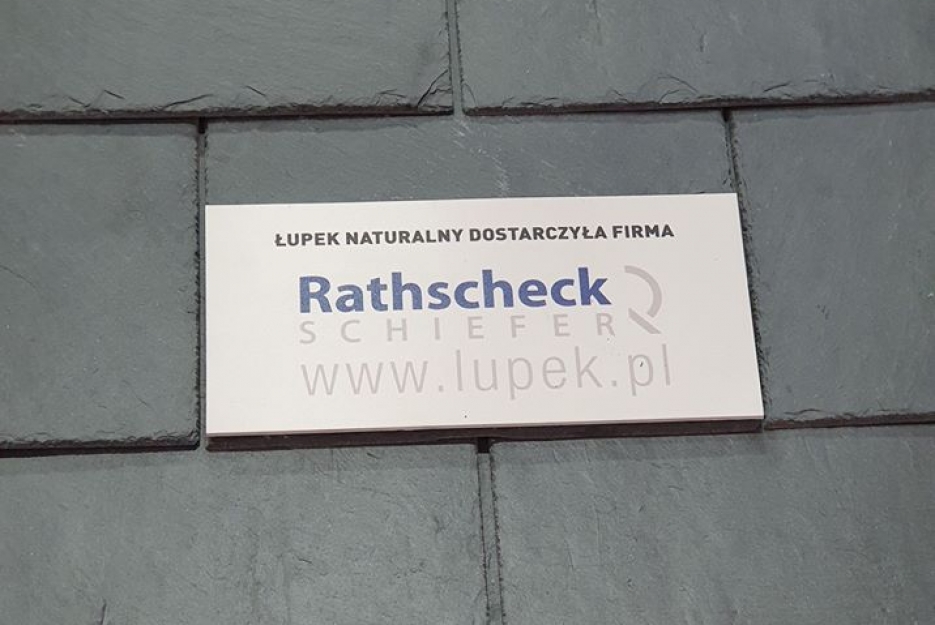 ŁUPEK NATURALNY DOSTARCZYŁA FIRMA
Rathscheck
SCHIEFER
www.lupek.pl